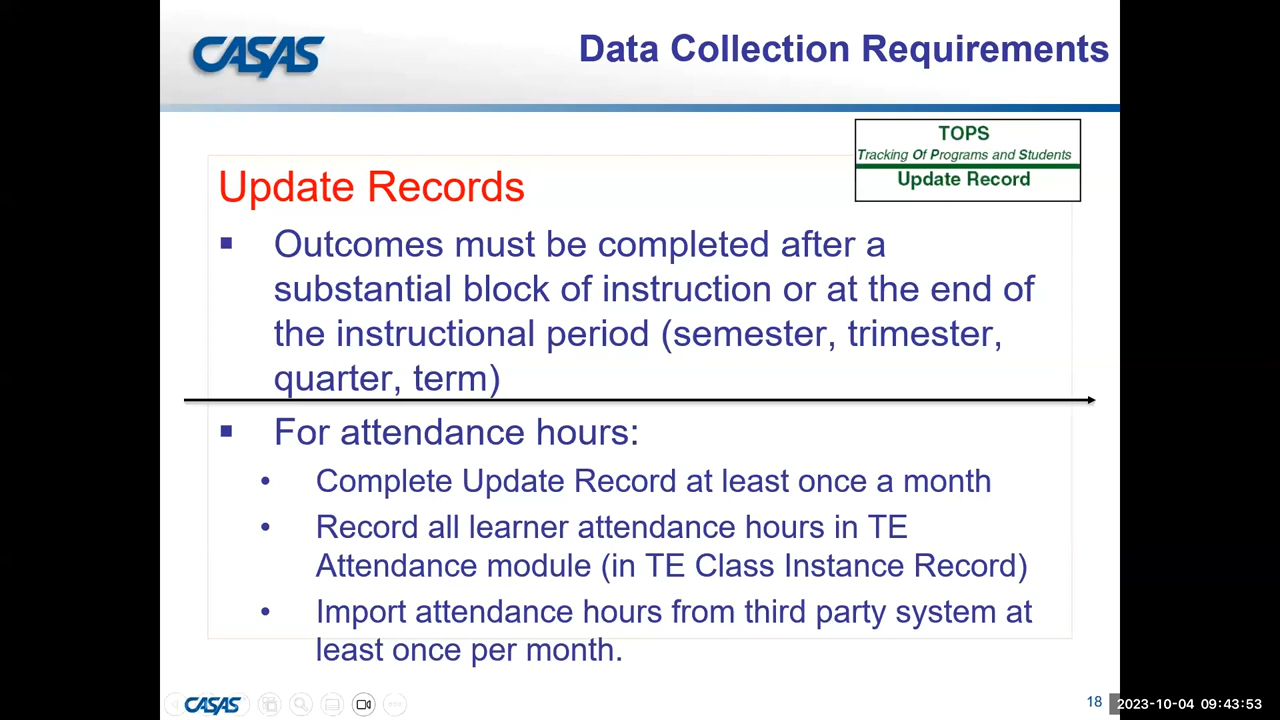 CASAS
Data Collection Requirements
TOPS
Tracking Of Programs and Students
Update Record
Update Records
▪ Outcomes must be completed after a
substantial block of instruction or at the end of
the instructional period (semester, trimester,
quarter, term)
▪ For attendance hours:
• Complete Update Record at least once a month
• Record all learner attendance hours in TE
Attendance module (in TE Class Instance Record)
• Import attendance hours from third party system at
least once per month.
CASAS
18
2023-10-04 09:43:53